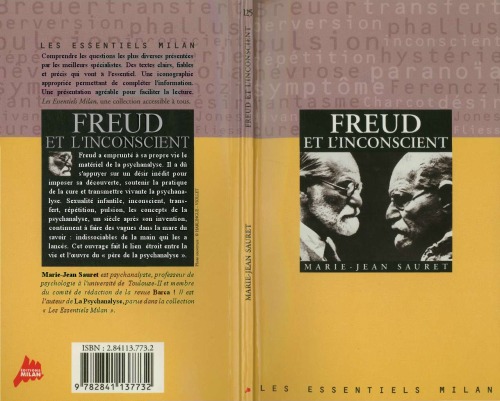 LES ESSENTIELS MILAN
Comprendre les questions les plus diverses présentées
par les meilleurs spécialistes. Des textes clairs, fiables
et précis qui vont à l'essentiel. Une iconographie
appropriée permettant de compléter l'information.
Une présentation agréable pour faciliter la lecture.
Les Essentiels Milan, une collection accessible à tous.
FREUD
ET L'INCONSCIENT
Freud a emprunté à sa propre vie le
matériel de la psychanalyse. Il a dû
s'appuyer sur un désir inédit pour
imposer sa découverte, soutenir la pratique
de la cure et transmettre vivante la psychana-
lyse. Sexualité infantile, inconscient, trans-
fert, répétition, pulsion, les concepts de la
psychanalyse, un siècle après son invention,
continuent à faire des vagues dans la mare du
savoir : indissociables de la main qui les a
lancés. Cet ouvrage fait le lien étroit entre la
vie et l'œuvre du « père de la psychanalyse ».
Marie-Jean Sauret est psychanalyste, professeur de
psychologie à l'université de Toulouse-II et membre
du comité de rédaction de la revue Barca ! Il est
l'auteur de La Psychanalyse, parue dans la collection
« Les Essentiels Milan ».
ÉDITIONS
MILAN
ISBN : 2.84113.773.2
9 782841 137732
125
FREUD ET L'INCONSCIENT
MARIE-JEAN SAURET
FREUD
ET L'INCONSCIENT
MARIE-JEAN SAURET
LES ESSENTIELS MILAN